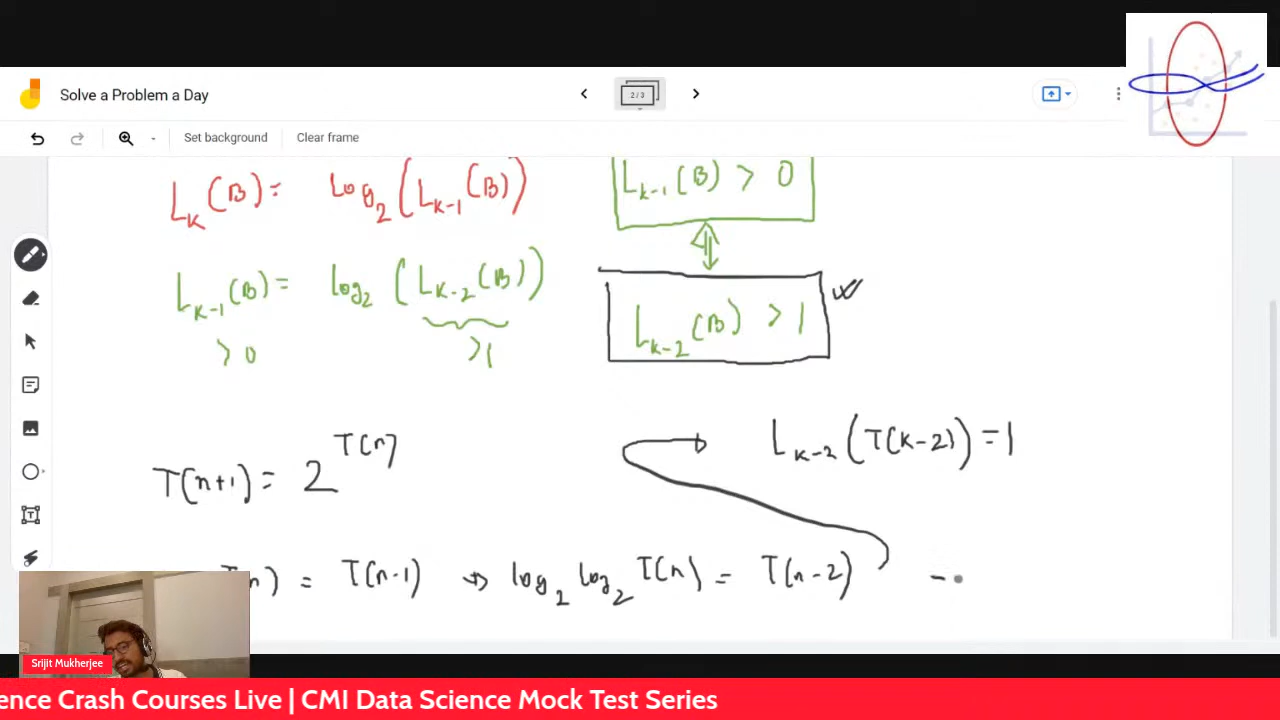 Solve a Problem a Day
2/3
Set background
Clear frame
L_k(B) = log_2(L_{k-1}(B))
L_{k-1}(B) > 0
L_{k-1}(B) = log_2(L_{k-2}(B))
> 0
>1
L_{k-2}(B) > 1
T(n+1) = 2^{T(n)}
L_{k-2}(T(k-2)) = 1
n) = T(n-1) → log_2 log_2 T(n) = T(n-2)
Srijit Mukherjee
ence Crash Courses Live | CMI Data Science Mock Test Series